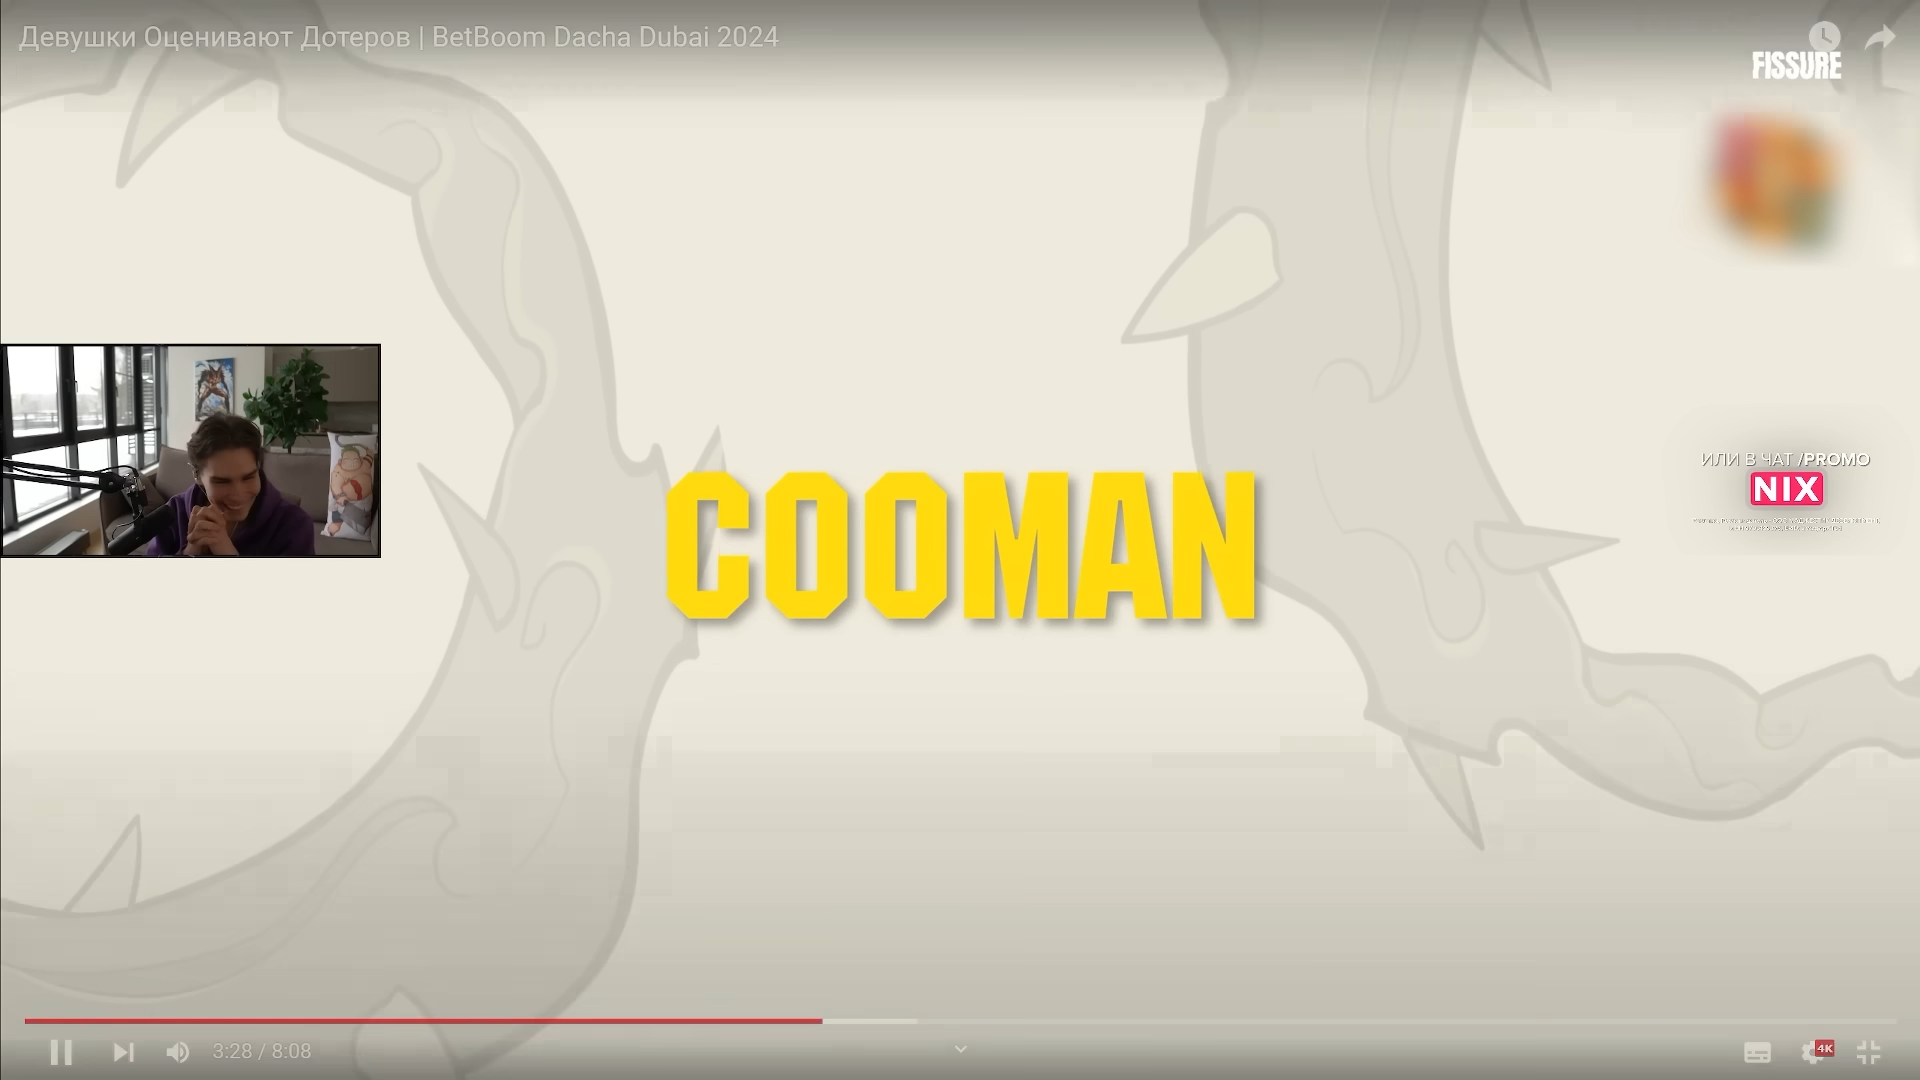 Девушки Оценивают Дотеров | BetBoom Dacha Dubai 2024
FISSURE
ИЛИ В ЧАТ /PROMO
NIX
COOMAN
3:28 / 8:08
4K